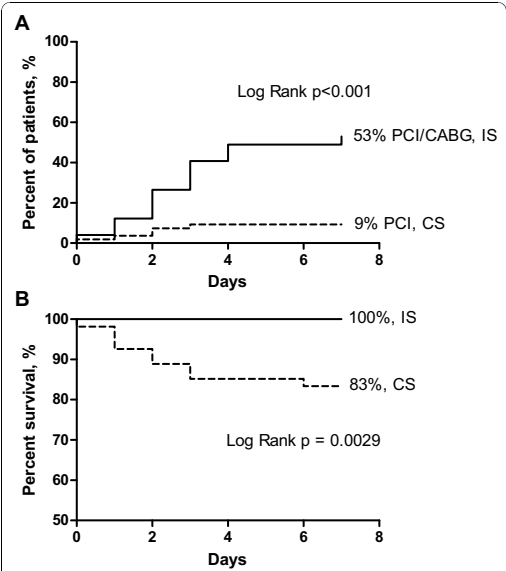 A
Percent of patients, %
100
80
60
40
20
0
Log Rank p<0.001
53% PCI/CABG, IS
9% PCI, CS
0 2 4 6 8
Days
B
Percent survival, %
100
90
80
70
60
50
100%, IS
83%, CS
Log Rank p = 0.0029
0 2 4 6 8
Days